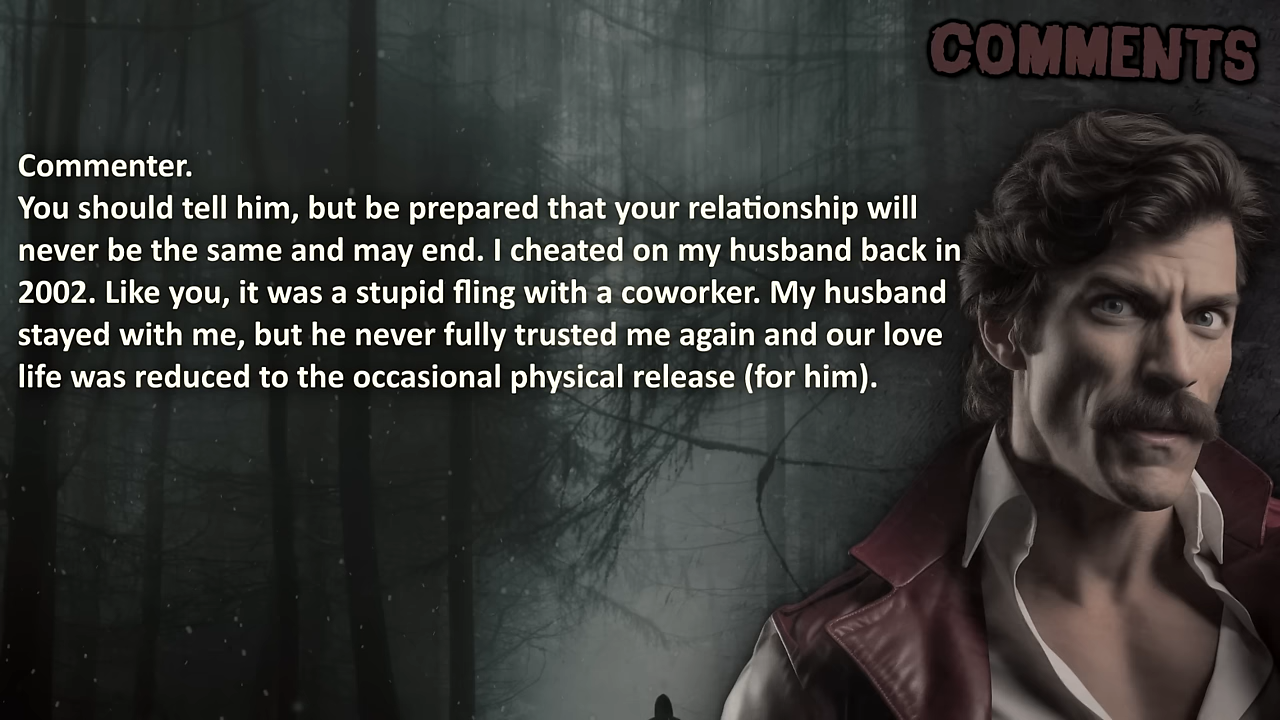 COMMENTS
Commenter.
You should tell him, but be prepared that your relationship will
never be the same and may end. I cheated on my husband back in
2002. Like you, it was a stupid fling with a coworker. My husband
stayed with me, but he never fully trusted me again and our love
life was reduced to the occasional physical release (for him).